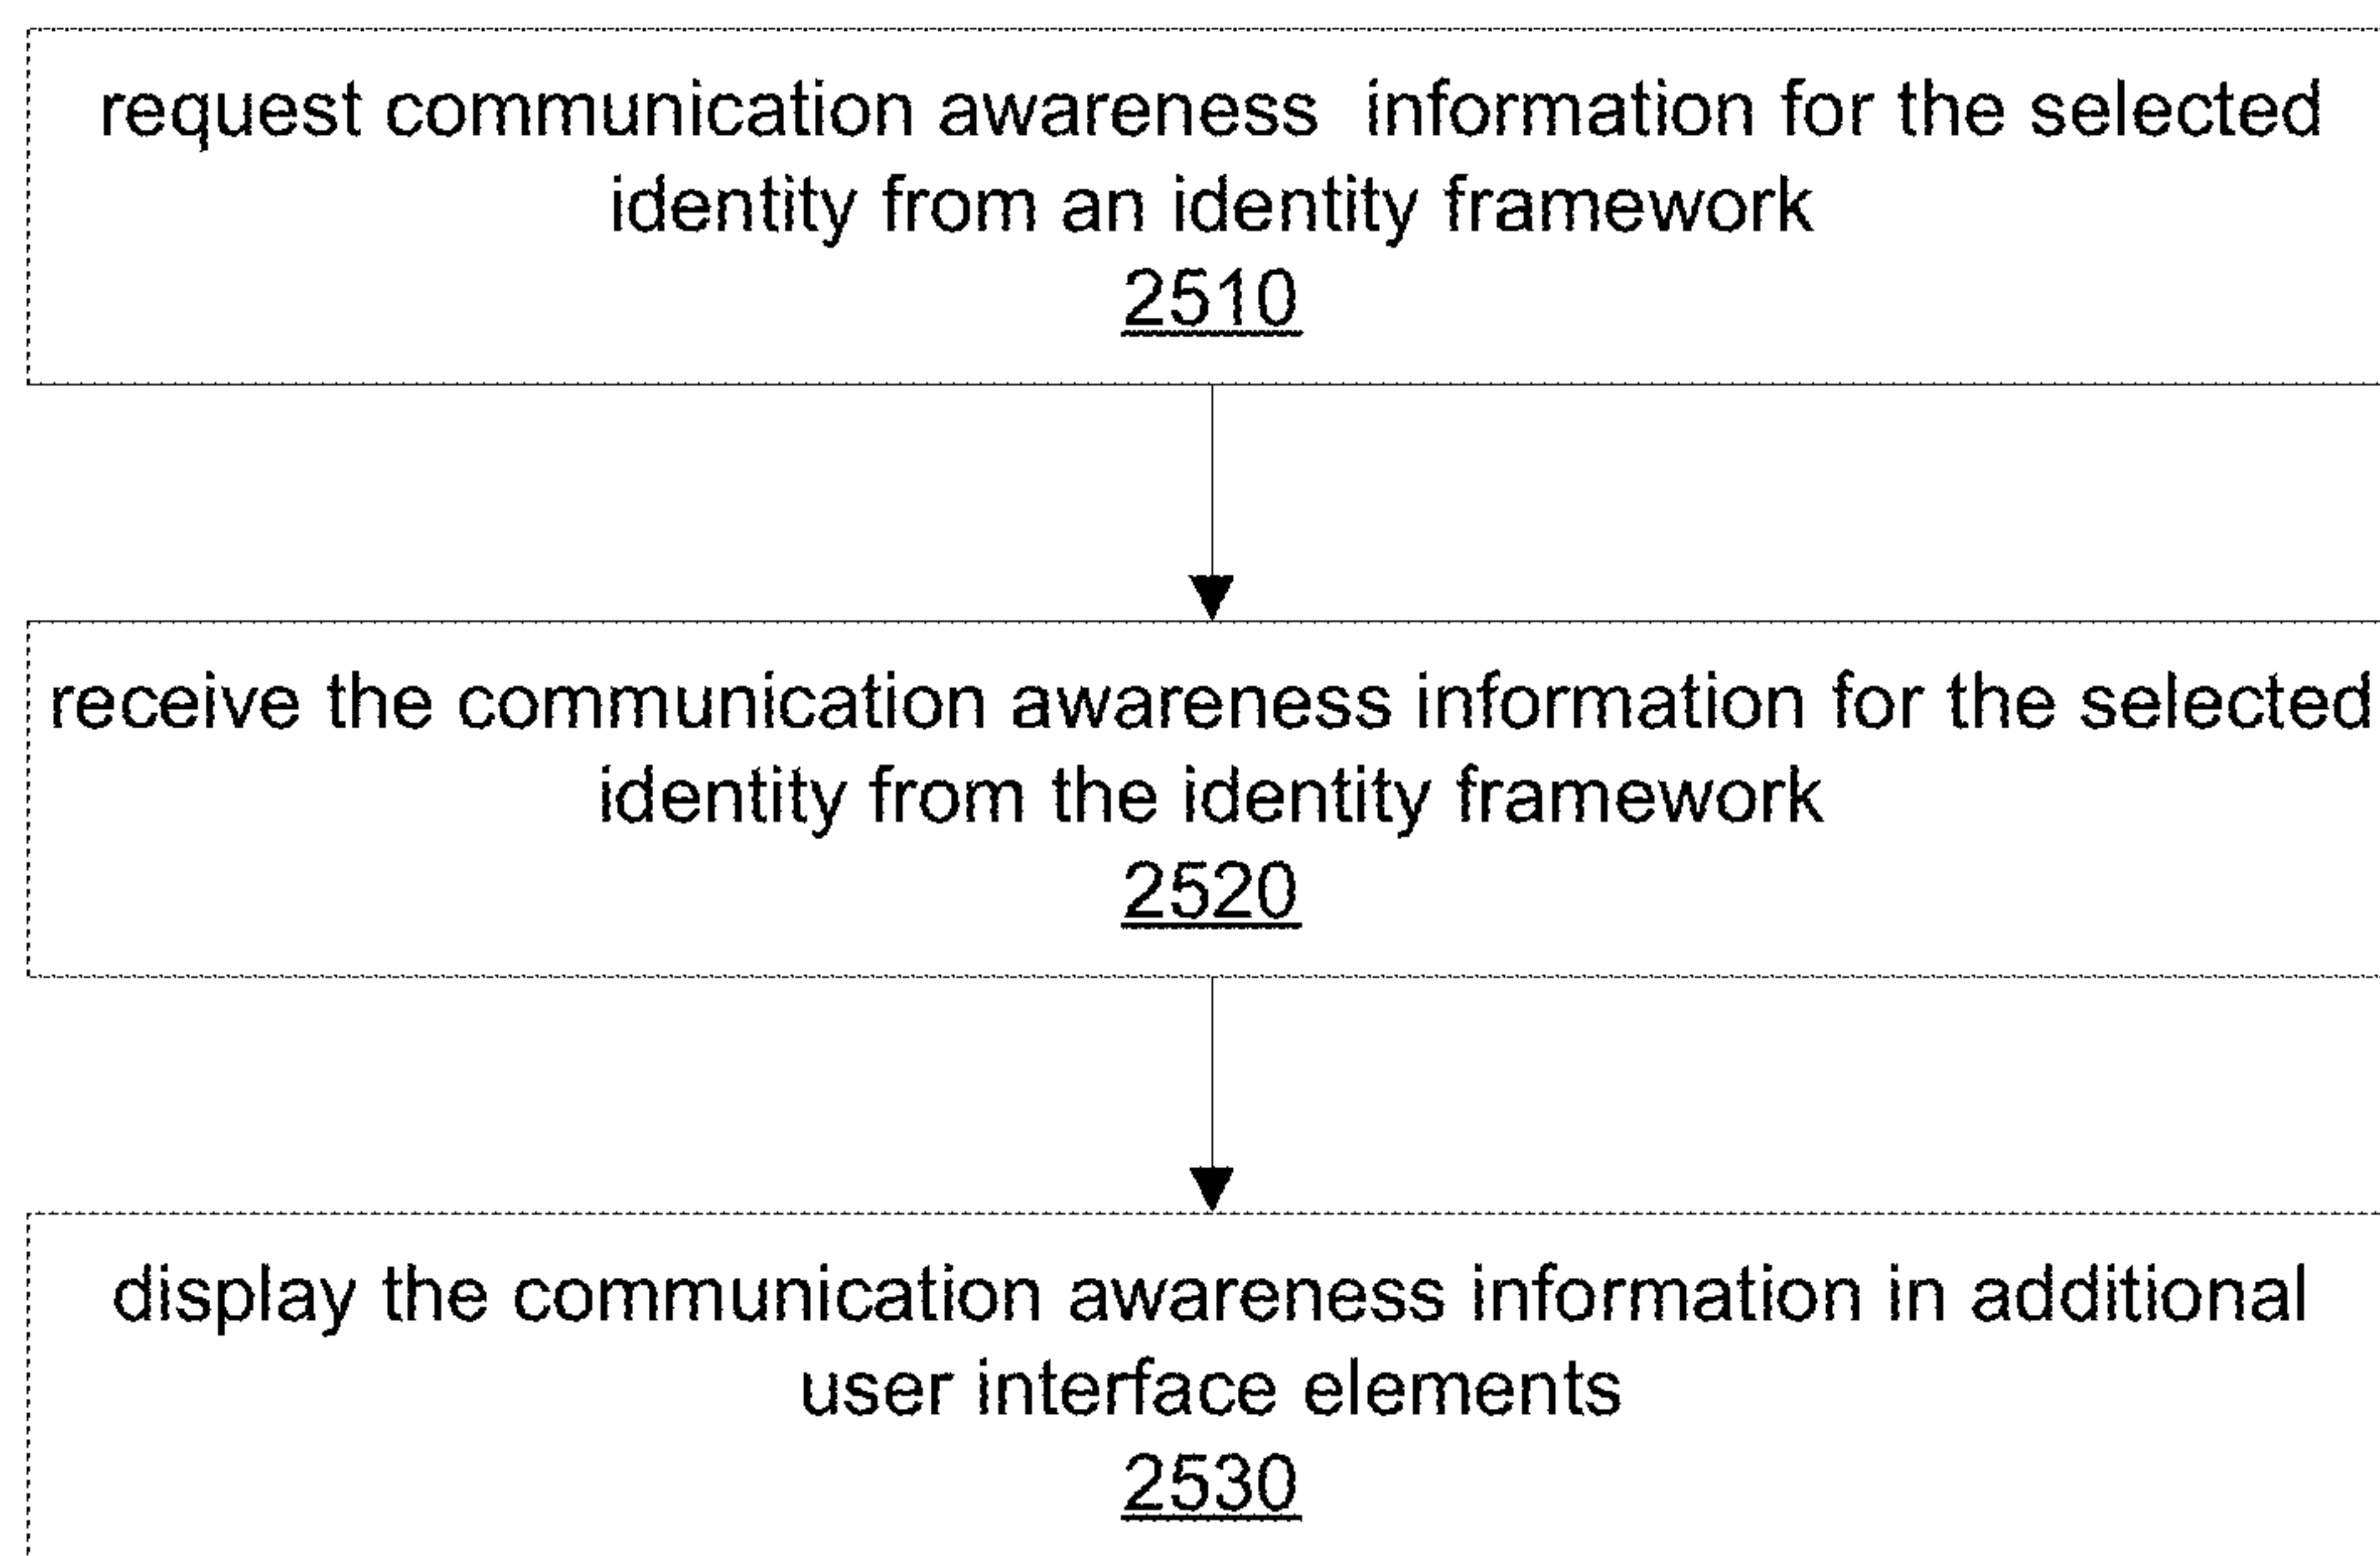 request communication awareness information for the selected
identity from an identity framework
2510
receive the communication awareness information for the selected
identity from the identity framework
2520
display the communication awareness information in additional
user interface elements
2530